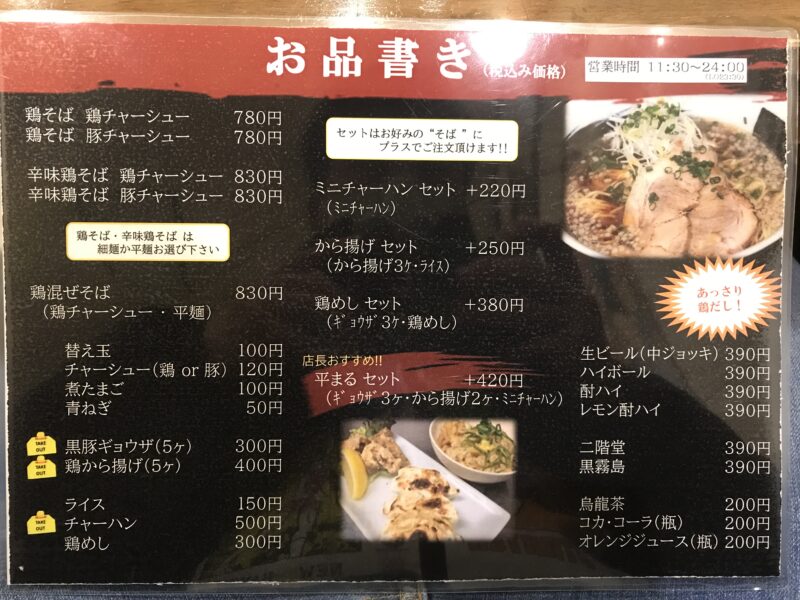 お品書き(税込み価格)
営業時間 11:30～24:00
(L.O23:30)
鶏そば 鶏チャーシュー 780円
鶏そば 豚チャーシュー 780円
辛味鶏そば 鶏チャーシュー 830円
辛味鶏そば 豚チャーシュー 830円
鶏そば・辛味鶏そば は
細麺か平麺お選び下さい
鶏混ぜそば 830円
(鶏チャーシュー・平麺)
替え玉 100円
チャーシュー(鶏 or 豚) 120円
煮たまご 100円
青ねぎ 50円
TAKE OUT
黒豚ギョウザ(5ヶ) 300円
TAKE OUT
鶏から揚げ(5ヶ) 400円
ライス 150円
TAKE OUT
チャーハン 500円
鶏めし 300円
セットはお好みの“そば ”に
プラスでご注文頂けます!!
ミニチャーハン セット +220円
(ﾐﾆﾁｬｰﾊﾝ)
から揚げ セット +250円
(から揚げ3ヶ・ﾗｲｽ)
鶏めし セット +380円
(ｷﾞｮｳｻﾞ3ヶ・鶏めし)
店長おすすめ!!
平まる セット +420円
(ｷﾞｮｳｻﾞ3ヶ・から揚げ2ヶ・ﾐﾆﾁｬｰﾊﾝ)
あっさり
鶏だし！
生ビール(中ジョッキ) 390円
ハイボール 390円
酎ハイ 390円
レモン酎ハイ 390円
二階堂 390円
黒霧島 390円
烏龍茶 200円
コカ・コーラ(瓶) 200円
オレンジジュース(瓶) 200円